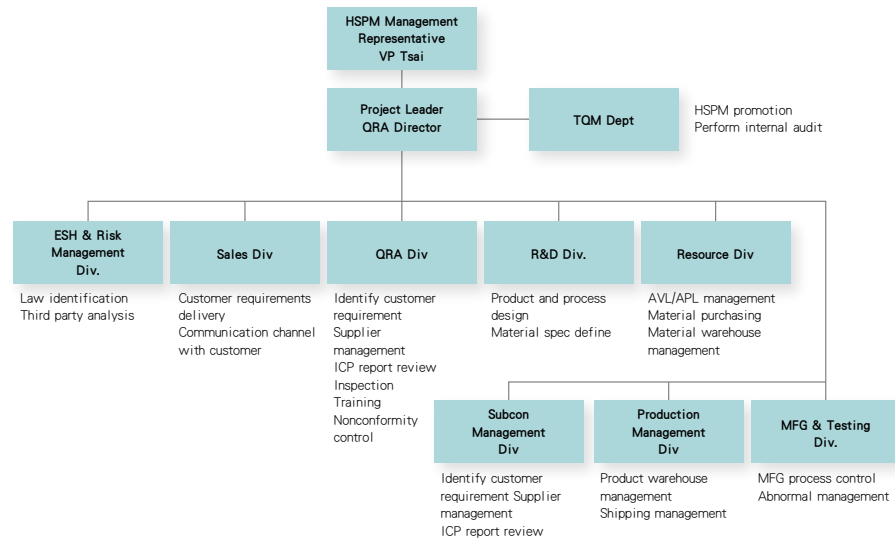 HSPM Management
Representative
VP Tsai
Project Leader
QRA Director
TQM Dept
HSPM promotion
Perform internal audit
ESH & Risk
Management
Div.
Law identification
Third party analysis
Sales Div
Customer requirements
delivery
Communication channel
with customer
QRA Div
Identify customer
requirement
Supplier
management
ICP report review
Inspection
Training
Nonconformity
control
R&D Div.
Product and process
design
Material spec define
Resource Div
AVL/APL management
Material purchasing
Material warehouse
management
Subcon
Management
Div
Identify customer
requirement Supplier
management
ICP report review
Production
Management
Div
Product warehouse
management
Shipping management
MFG & Testing
Div.
MFG process control
Abnormal management